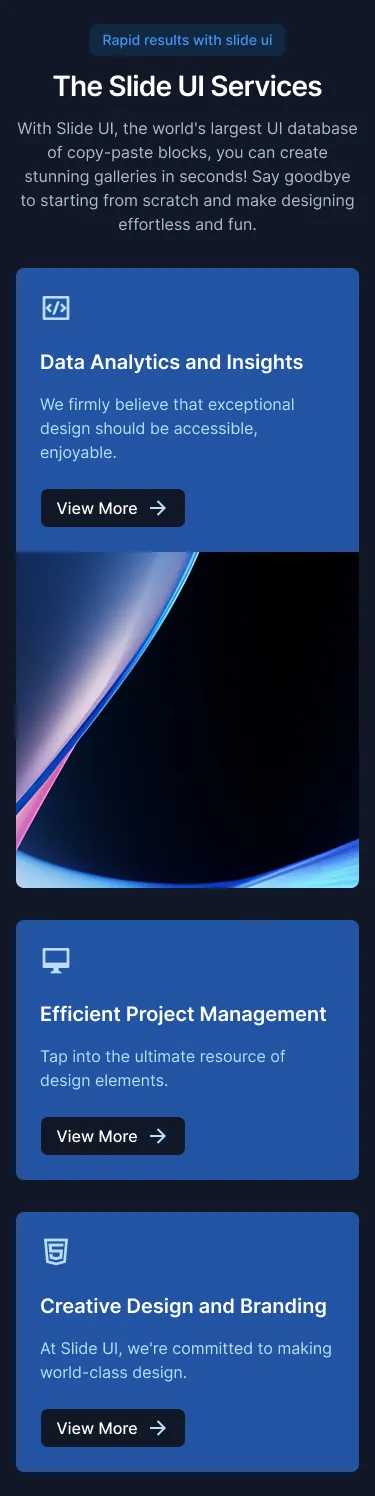 Rapid results with slide ui
The Slide UI Services
With Slide UI, the world's largest UI database
of copy-paste blocks, you can create
stunning galleries in seconds! Say goodbye
to starting from scratch and make designing
effortless and fun.
Data Analytics and Insights
We firmly believe that exceptional
design should be accessible,
enjoyable.
View More
Efficient Project Management
Tap into the ultimate resource of
design elements.
View More
Creative Design and Branding
At Slide UI, we're committed to making
world-class design.
View More